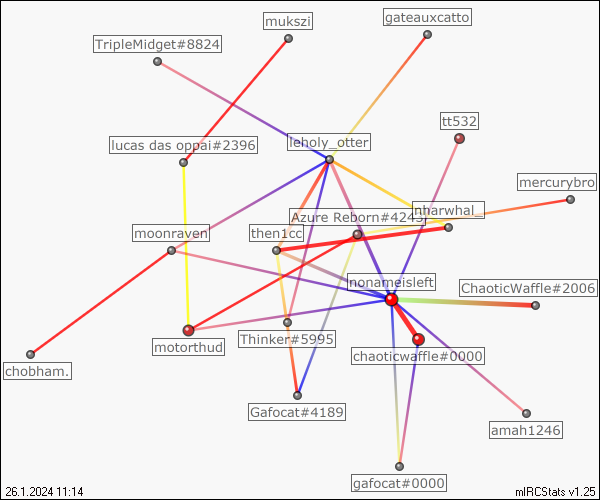 mukszi
gateauxcatto
TripleMidget#8824
tt532
lucas das oppai#2396
leholy_otter
mercurybro
Azure Reborn#4243
nharwhal_
moonraven
then1cc
nonameisleft
ChaoticWaffle#2006
motorthud
Thinker#5995
chaoticwaffle#0000
chobham.
Gafocat#4189
amah1246
gafocat#0000
26.1.2024 11:14
mIRCStats v1.25